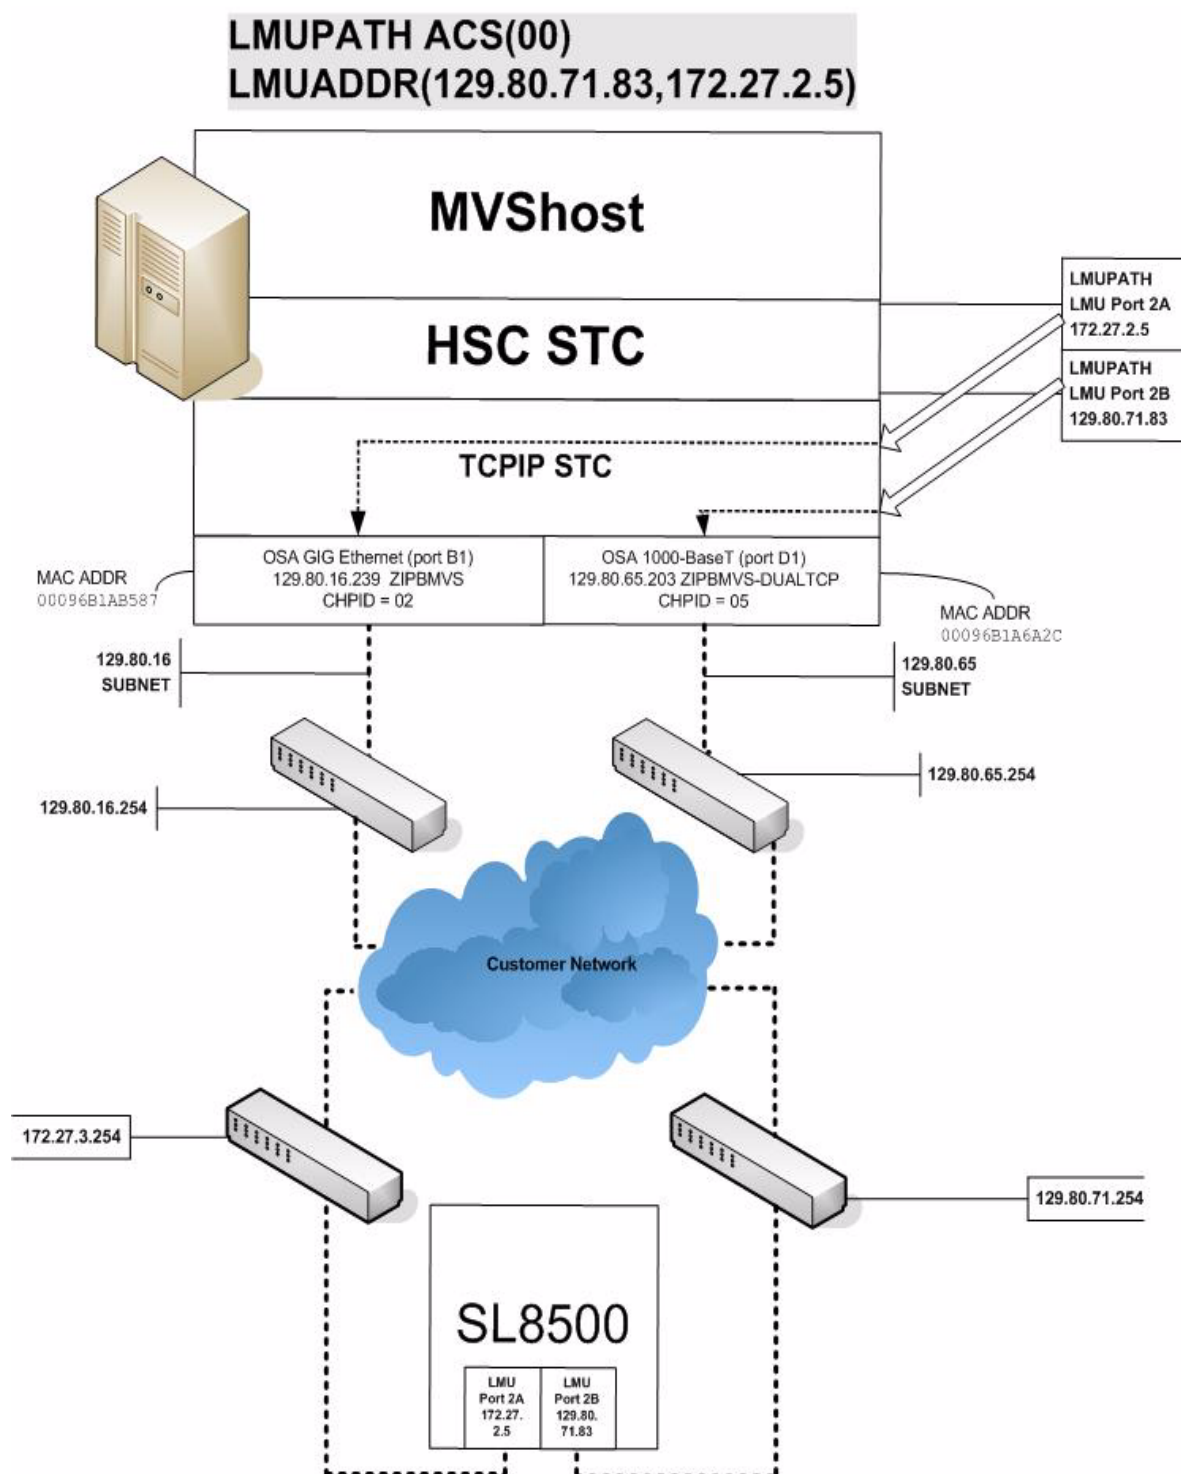 LMUPATH ACS(00)
LMUADDR(129.80.71.83,172.27.2.5)
MVShost
LMUPATH
LMU Port 2A
172.27.2.5
HSC STC
LMUPATH
LMU Port 2B
129.80.71.83
TCPIP STC
OSA GIG Ethernet (port B1)
129.80.16.239 ZIPBMVS
CHPID = 02
OSA 1000-BaseT (port D1)
129.80.65.203 ZIPBMVS-DUALTCP
CHPID = 05
MAC ADDR
00096B1AB587
MAC ADDR
00096B1A6A2C
129.80.16
SUBNET
129.80.65
SUBNET
129.80.65.254
129.80.16.254
Customer Network
172.27.3.254
129.80.71.254
SL8500
LMU
Port 2A
172.27.
2.5
LMU
Port 2B
129.80.
71.83